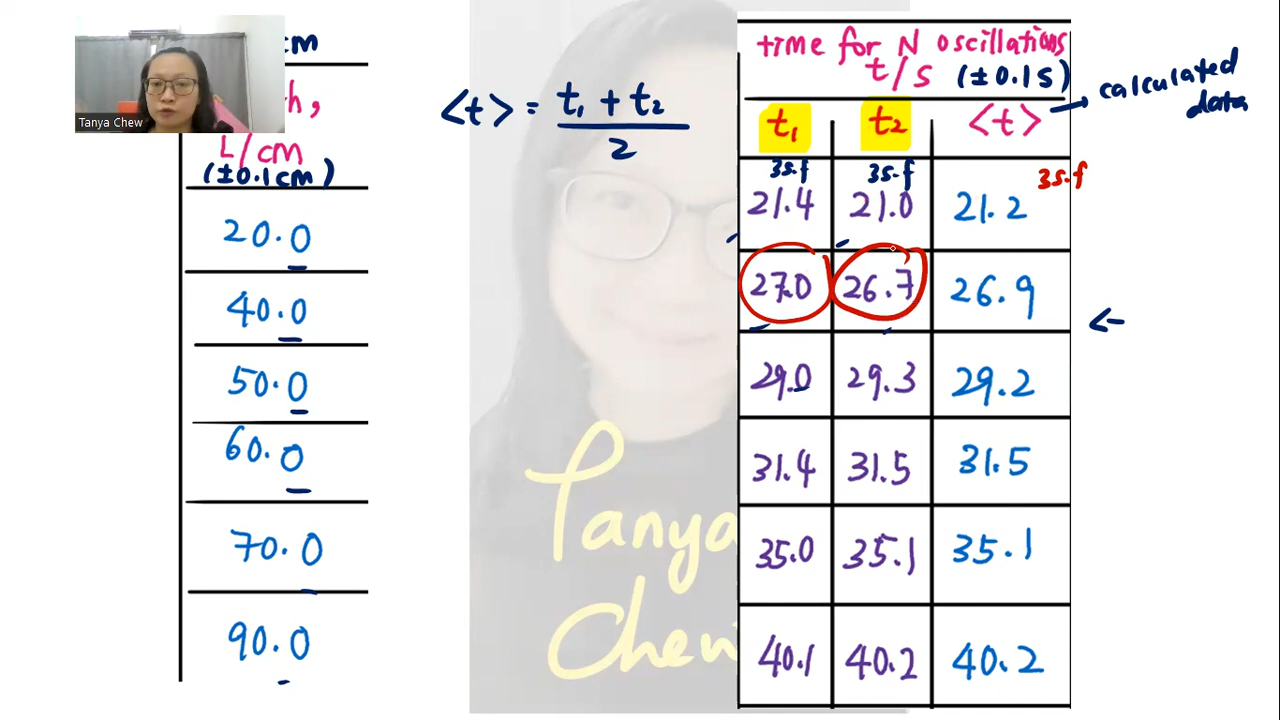 cm
h,
L/cm
(±0.1cm)
20.0
40.0
50.0
60.0
70.0
90.0
Tanya Chew
<t> = t₁ + t₂
2
Tanya
Chew
time for N oscillations
t/s (±0.1s)
→ calculated
data
t₁ t₂ <t>
3s.f 3s.f 3s.f
21.4 21.0 21.2
27.0 26.7 26.9
←
29.0 29.3 29.2
31.4 31.5 31.5
35.0 35.1 35.1
40.1 40.2 40.2